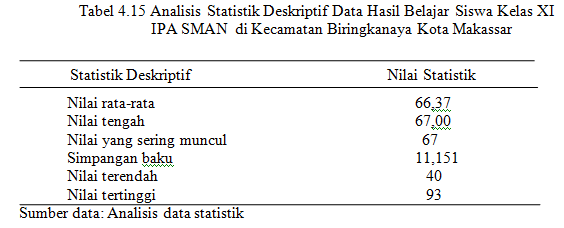 Tabel 4.15 Analisis Statistik Deskriptif Data Hasil Belajar Siswa Kelas XI
IPA SMAN di Kecamatan Biringkanaya Kota Makassar
Statistik Deskriptif Nilai Statistik
Nilai rata-rata 66,37
Nilai tengah 67,00
Nilai yang sering muncul 67
Simpangan baku 11,151
Nilai terendah 40
Nilai tertinggi 93
Sumber data: Analisis data statistik